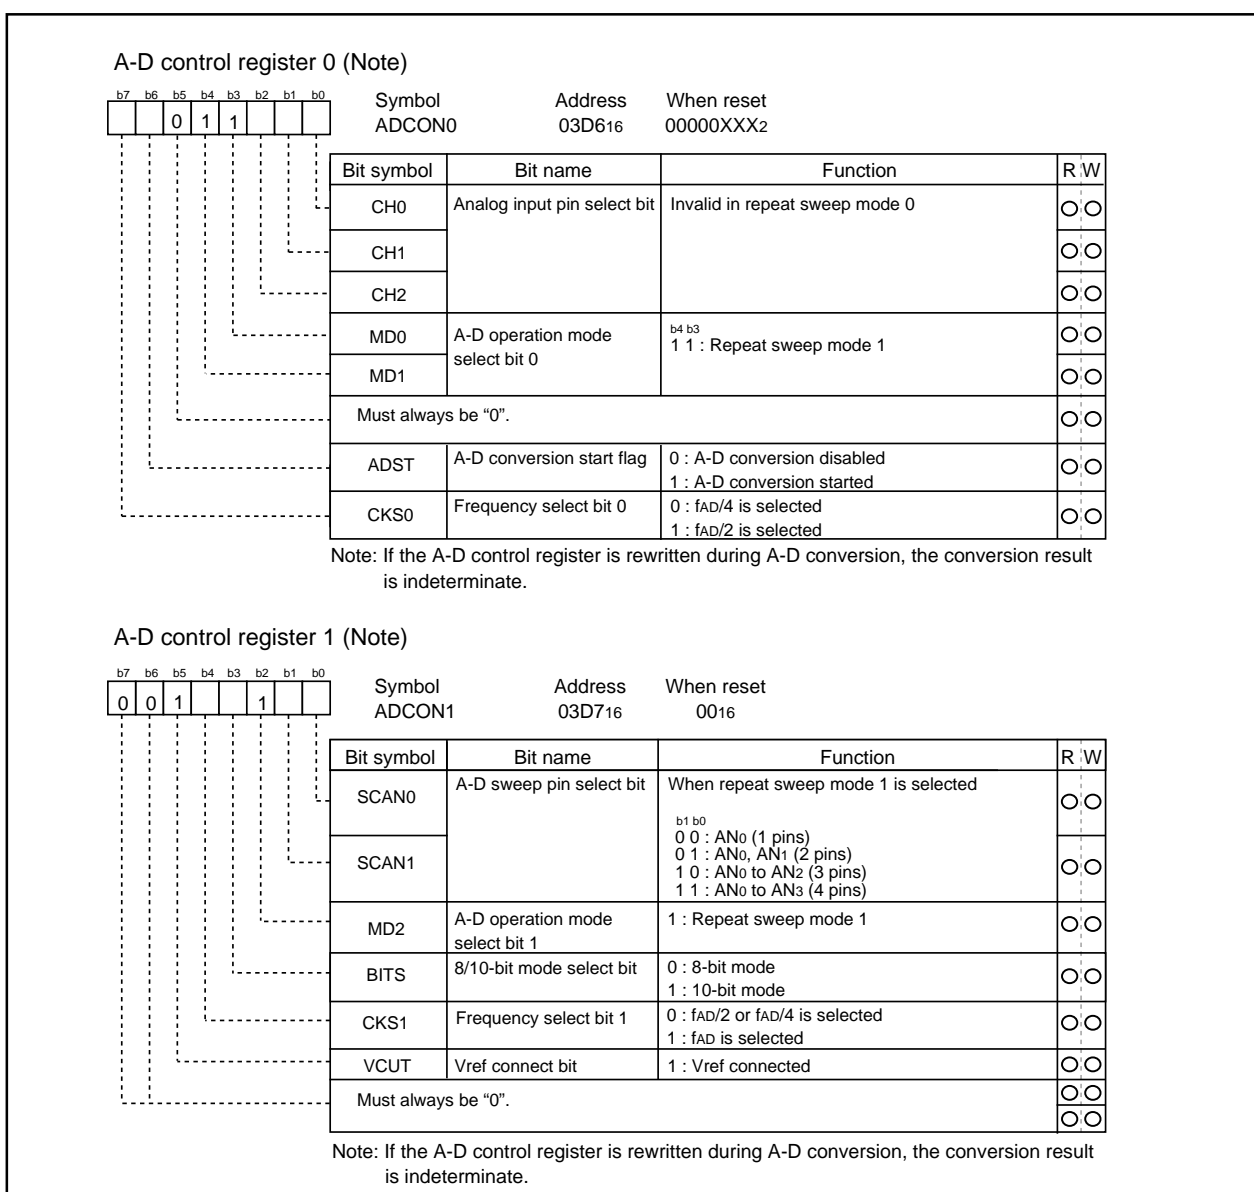 A-D control register 0 (Note)
b7 b6 b5 b4 b3 b2 b1 b0
0 1 1
Symbol Address When reset
ADCON0 03D616 00000XXX2
Bit symbol Bit name Function R W
CH0 Analog input pin select bit Invalid in repeat sweep mode 0
CH1
CH2
MD0 A-D operation mode select bit 0 b4 b3
1 1 : Repeat sweep mode 1
MD1
Must always be “0”.
ADST A-D conversion start flag 0 : A-D conversion disabled
1 : A-D conversion started
CKS0 Frequency select bit 0 0 : fAD/4 is selected
1 : fAD/2 is selected
Note: If the A-D control register is rewritten during A-D conversion, the conversion result
is indeterminate.
A-D control register 1 (Note)
b7 b6 b5 b4 b3 b2 b1 b0
0 0 1 1
Symbol Address When reset
ADCON1 03D716 0016
Bit symbol Bit name Function R W
SCAN0 A-D sweep pin select bit When repeat sweep mode 1 is selected
b1 b0
0 0 : AN0 (1 pins)
0 1 : AN0, AN1 (2 pins)
SCAN1 1 0 : AN0 to AN2 (3 pins)
1 1 : AN0 to AN3 (4 pins)
MD2 A-D operation mode select bit 1 1 : Repeat sweep mode 1
BITS 8/10-bit mode select bit 0 : 8-bit mode
1 : 10-bit mode
CKS1 Frequency select bit 1 0 : fAD/2 or fAD/4 is selected
1 : fAD is selected
VCUT Vref connect bit 1 : Vref connected
Must always be “0”.
Note: If the A-D control register is rewritten during A-D conversion, the conversion result
is indeterminate.